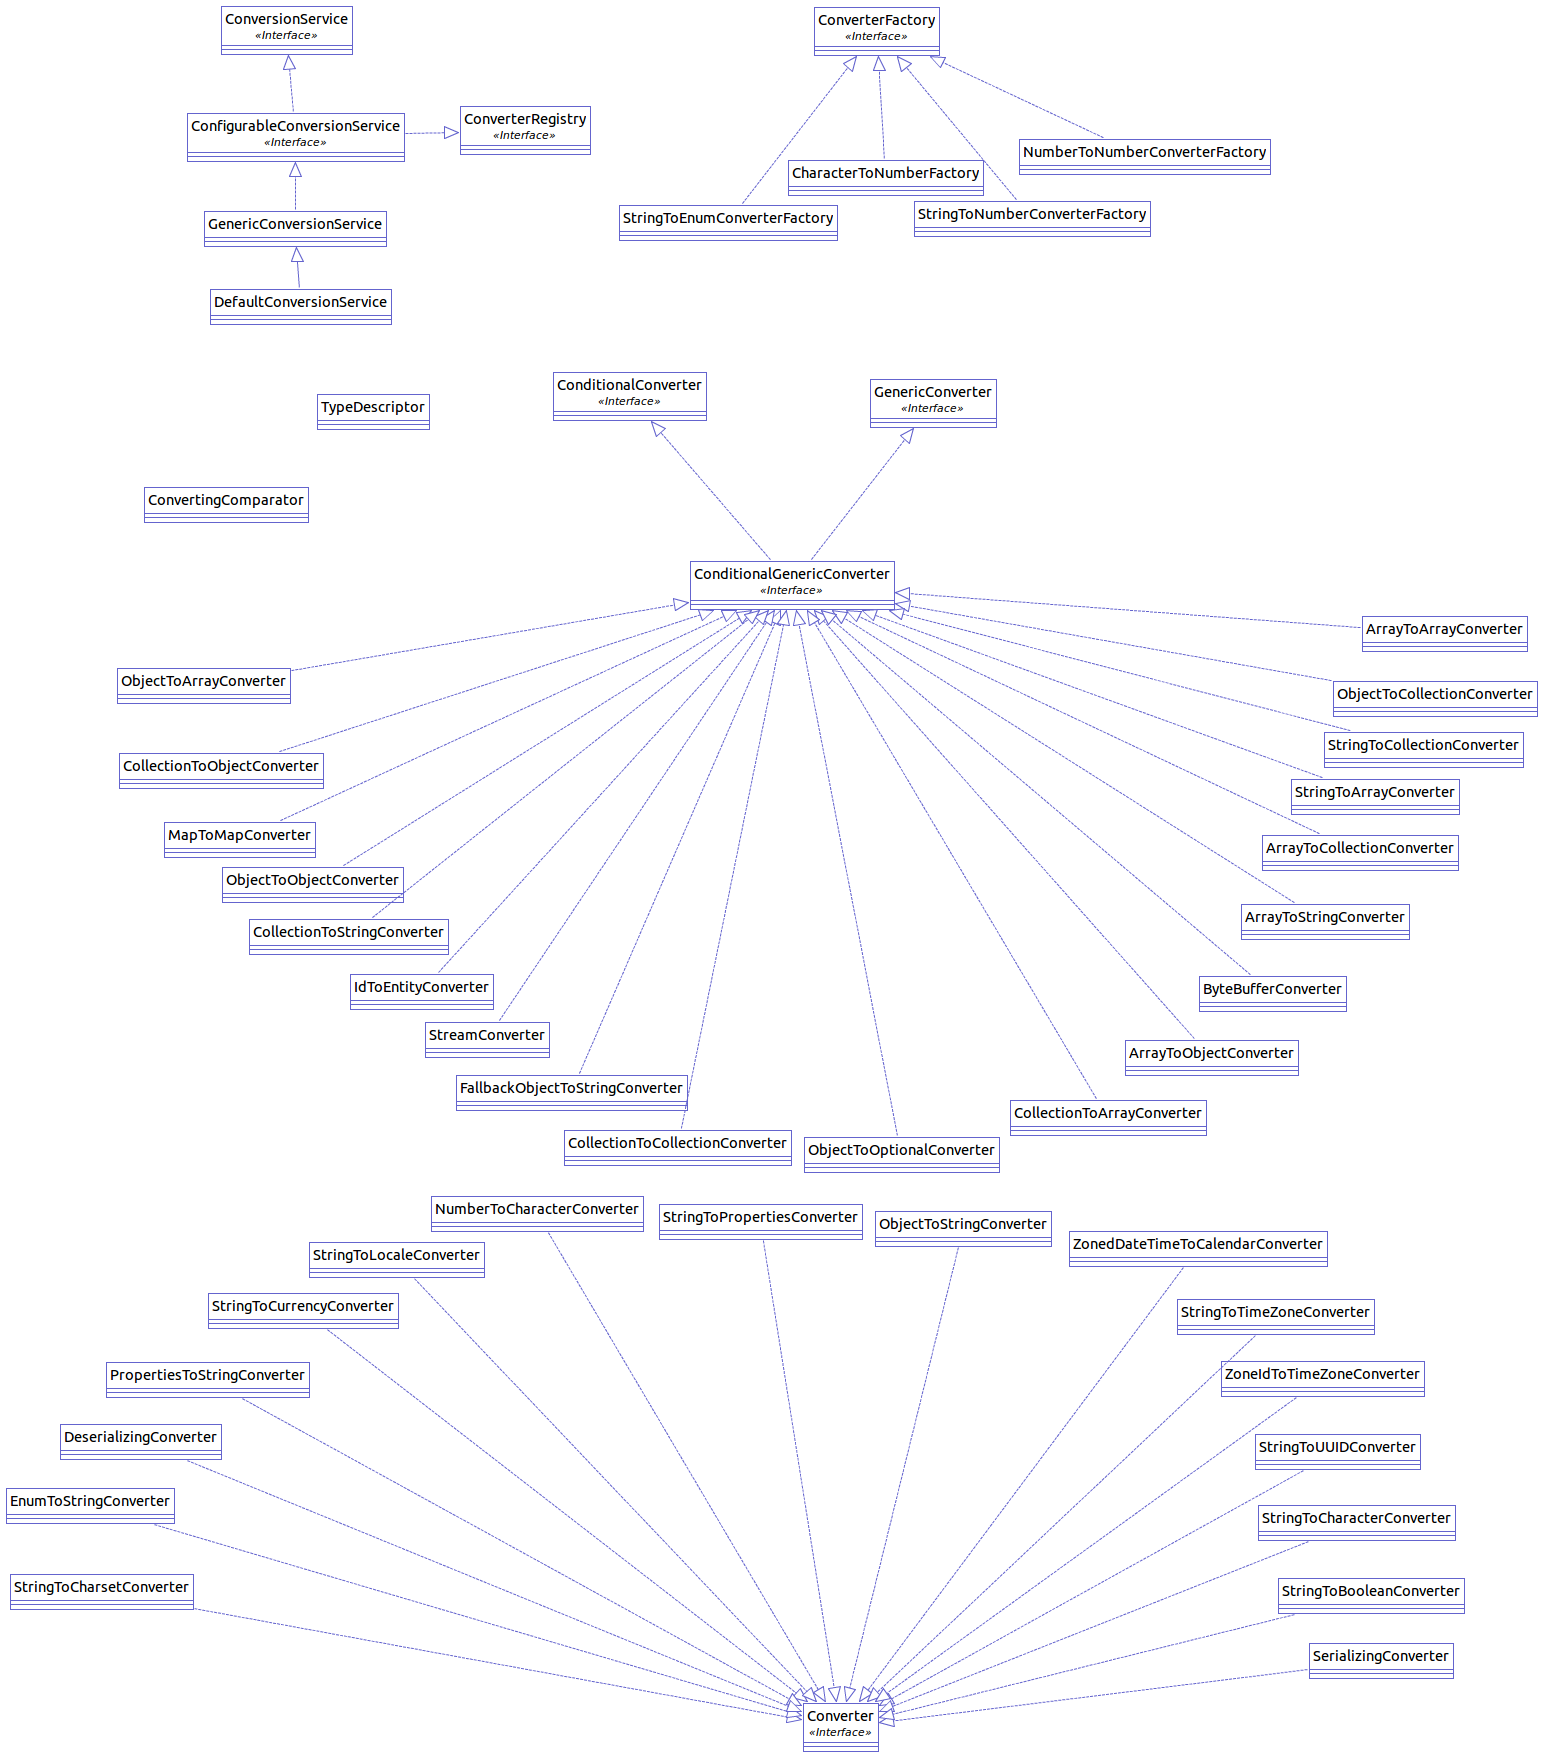 ConversionService
«Interface»
ConverterFactory
«Interface»
ConfigurableConversionService
«Interface»
ConverterRegistry
«Interface»
NumberToNumberConverterFactory
CharacterToNumberFactory
StringToEnumConverterFactory
StringToNumberConverterFactory
GenericConversionService
DefaultConversionService
ConditionalConverter
«Interface»
GenericConverter
«Interface»
TypeDescriptor
ConvertingComparator
ConditionalGenericConverter
«Interface»
ArrayToArrayConverter
ObjectToArrayConverter
ObjectToCollectionConverter
StringToCollectionConverter
CollectionToObjectConverter
StringToArrayConverter
MapToMapConverter
ArrayToCollectionConverter
ObjectToObjectConverter
ArrayToStringConverter
CollectionToStringConverter
IdToEntityConverter
ByteBufferConverter
StreamConverter
ArrayToObjectConverter
FallbackObjectToStringConverter
CollectionToArrayConverter
CollectionToCollectionConverter
ObjectToOptionalConverter
NumberToCharacterConverter
StringToPropertiesConverter
ObjectToStringConverter
ZonedDateTimeToCalendarConverter
StringToLocaleConverter
StringToCurrencyConverter
StringToTimeZoneConverter
PropertiesToStringConverter
ZoneIdToTimeZoneConverter
DeserializingConverter
StringToUUIDConverter
EnumToStringConverter
StringToCharacterConverter
StringToCharsetConverter
StringToBooleanConverter
SerializingConverter
Converter
«Interface»